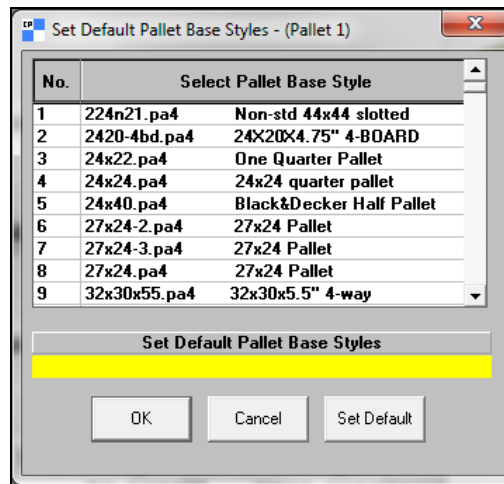 CP
Set Default Pallet Base Styles - (Pallet 1)
No. Select Pallet Base Style
1 224n21.pa4 Non-std 44x44 slotted
2 2420-4bd.pa4 24X20X4.75" 4-BOARD
3 24x22.pa4 One Quarter Pallet
4 24x24.pa4 24x24 quarter pallet
5 24x40.pa4 Black&Decker Half Pallet
6 27x24-2.pa4 27x24 Pallet
7 27x24-3.pa4 27x24 Pallet
8 27x24.pa4 27x24 Pallet
9 32x30x55.pa4 32x30x5.5" 4-way
Set Default Pallet Base Styles
OK Cancel Set Default